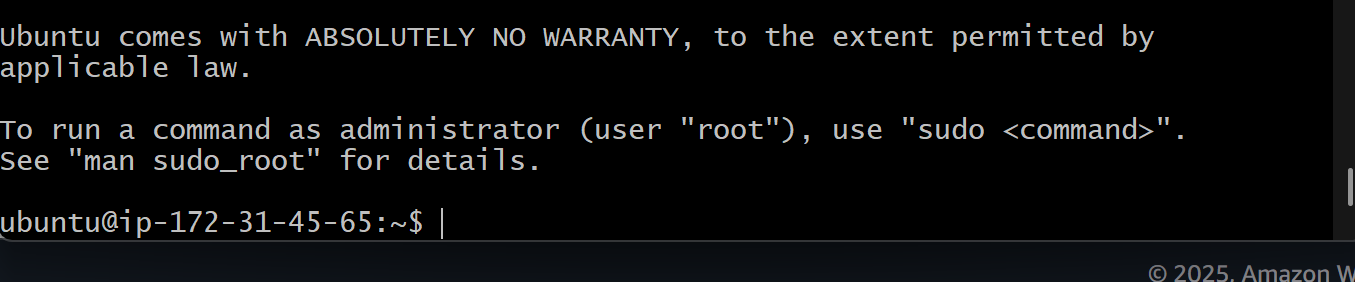 Ubuntu comes with ABSOLUTELY NO WARRANTY, to the extent permitted by
applicable law.
To run a command as administrator (user "root"), use "sudo <command>".
See "man sudo_root" for details.
ubuntu@ip-172-31-45-65:~$
© 2025, Amazon W